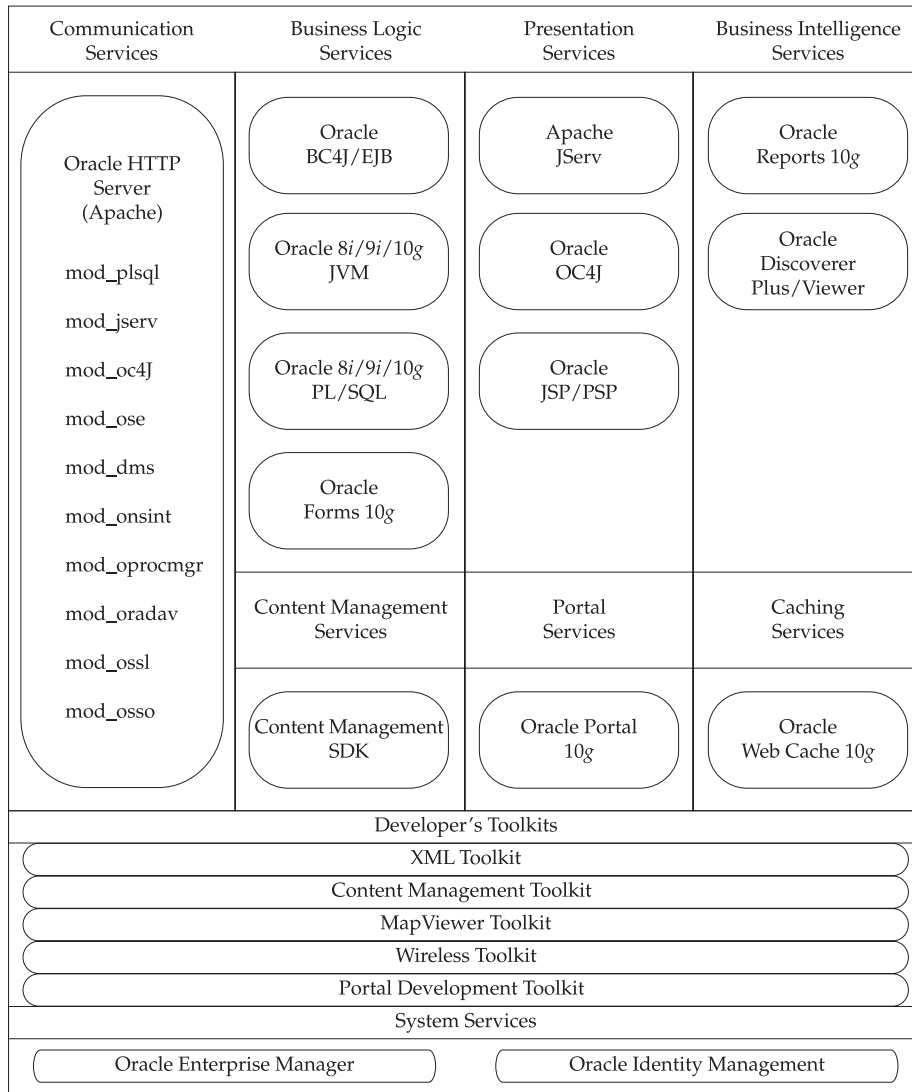 Communication
Services
Business Logic
Services
Presentation
Services
Business Intelligence
Services
Oracle HTTP
Server
(Apache)
mod_plsql
mod_jserv
mod_oc4J
mod_ose
mod_dms
mod_onsint
mod_oprocmgr
mod_oradav
mod_ossl
mod_osso
Oracle
BC4J/EJB
Oracle 8i/9i/10g
JVM
Oracle 8i/9i/10g
PL/SQL
Oracle
Forms 10g
Apache
JServ
Oracle
OC4J
Oracle
JSP/PSP
Oracle
Reports 10g
Oracle
Discoverer
Plus/Viewer
Content Management
Services
Portal
Services
Caching
Services
Content Management
SDK
Oracle Portal
10g
Oracle
Web Cache 10g
Developer’s Toolkits
XML Toolkit
Content Management Toolkit
MapViewer Toolkit
Wireless Toolkit
Portal Development Toolkit
System Services
Oracle Enterprise Manager
Oracle Identity Management